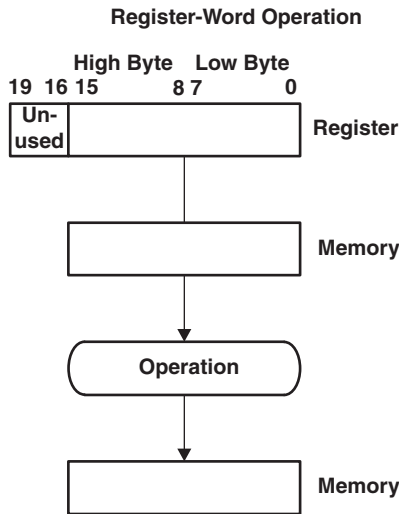 Register-Word Operation
High Byte Low Byte
19 16 15 8 7 0
Un-
used
Register
Memory
Operation
Memory